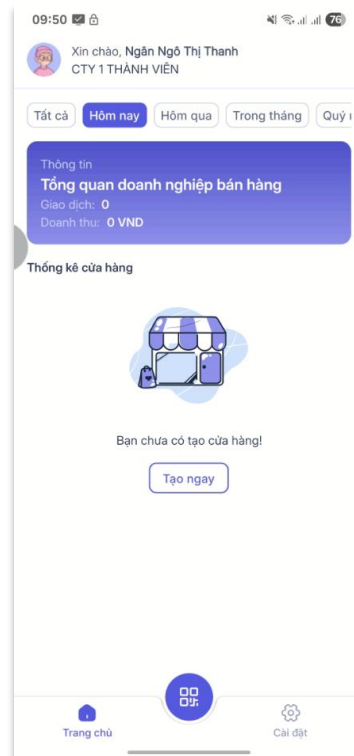 09:50
76
Xin chào, Ngân Ngô Thị Thanh
CTY 1 THÀNH VIÊN
Tất cả
Hôm nay
Hôm qua
Trong tháng
Quý
Thông tin
Tổng quan doanh nghiệp bán hàng
Giao dịch: 0
Doanh thu: 0 VND
Thống kê cửa hàng
Bạn chưa có tạo cửa hàng!
Tạo ngay
Trang chủ
Cài đặt